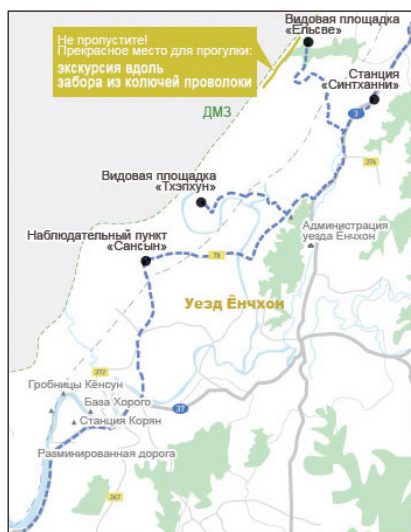 Не пропустите!
Прекрасное место для прогулки:
экскурсия вдоль
забора из колючей проволоки
Видовая площадка
«Ёльсве»
Станция
«Синтханни»
ДМЗ
3
376
Видовая площадка
«Тхэпхун»
Администрация
уезда Ёнчхон
Наблюдательный пункт
«Сансын»
78
Уезд Ёнчхон
372
Гробницы Кёнсун
База Хорого
37
Станция Корян
Разминированная дорога
367